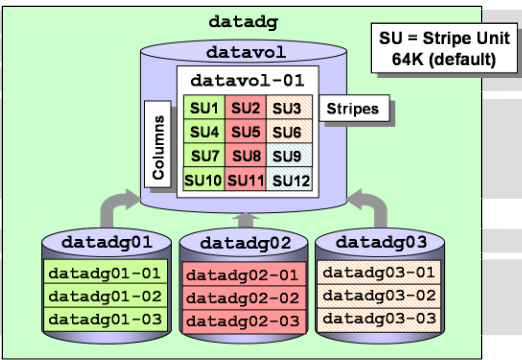 datadg
SU = Stripe Unit
64K (default)
datavol
datavol-01
Columns
SU1 SU2 SU3
SU4 SU5 SU6
SU7 SU8 SU9
SU10 SU11 SU12
Stripes
datadg01 datadg02 datadg03
datadg01-01 datadg02-01 datadg03-01
datadg01-02 datadg02-02 datadg03-02
datadg01-03 datadg02-03 datadg03-03